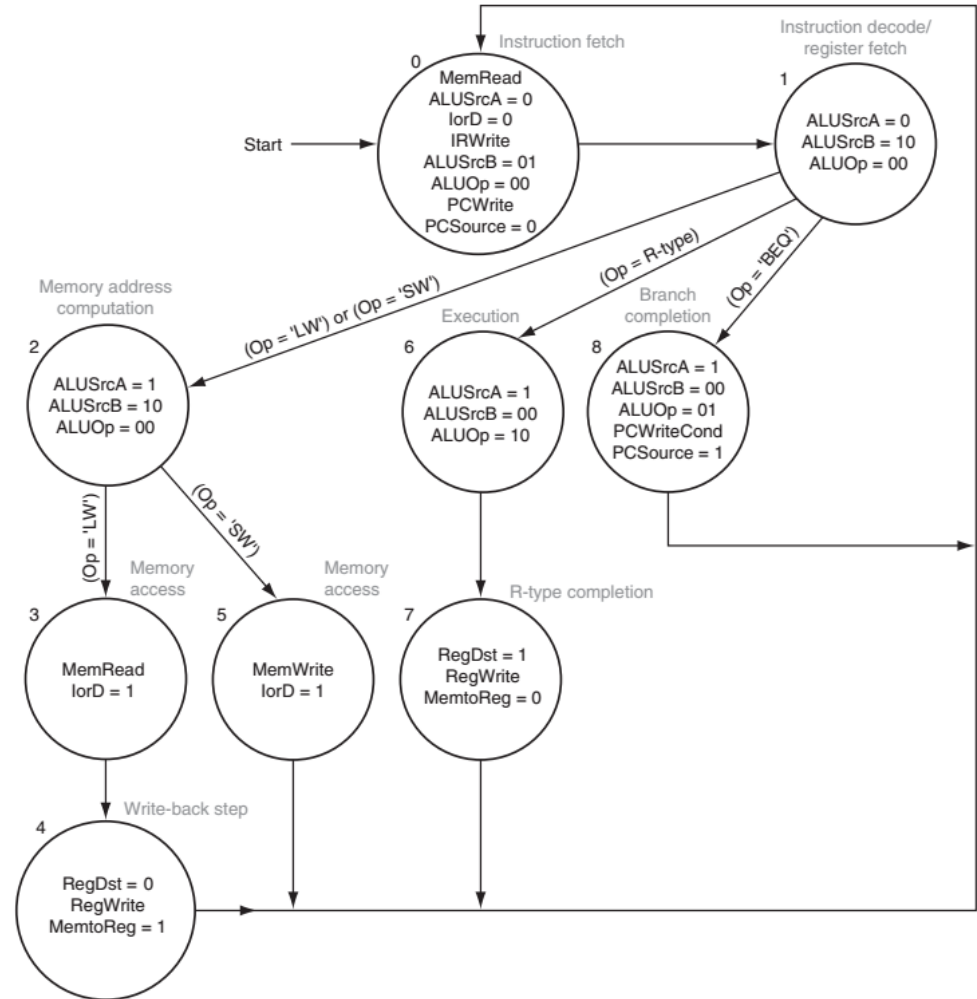 Instruction fetch
0
MemRead
ALUSrcA = 0
IorD = 0
IRWrite
ALUSrcB = 01
ALUOp = 00
PCWrite
PCSource = 0
Start
Instruction decode/
register fetch
1
ALUSrcA = 0
ALUSrcB = 10
ALUOp = 00
(Op = 'LW') or (Op = 'SW')
(Op = R-type)
(Op = 'BEQ')
Memory address
computation
2
ALUSrcA = 1
ALUSrcB = 10
ALUOp = 00
Execution
6
ALUSrcA = 1
ALUSrcB = 00
ALUOp = 10
Branch
completion
8
ALUSrcA = 1
ALUSrcB = 00
ALUOp = 01
PCWriteCond
PCSource = 1
(Op = 'LW')
(Op = 'SW')
Memory
access
3
MemRead
IorD = 1
Memory
access
5
MemWrite
IorD = 1
R-type completion
7
RegDst = 1
RegWrite
MemtoReg = 0
Write-back step
4
RegDst = 0
RegWrite
MemtoReg = 1